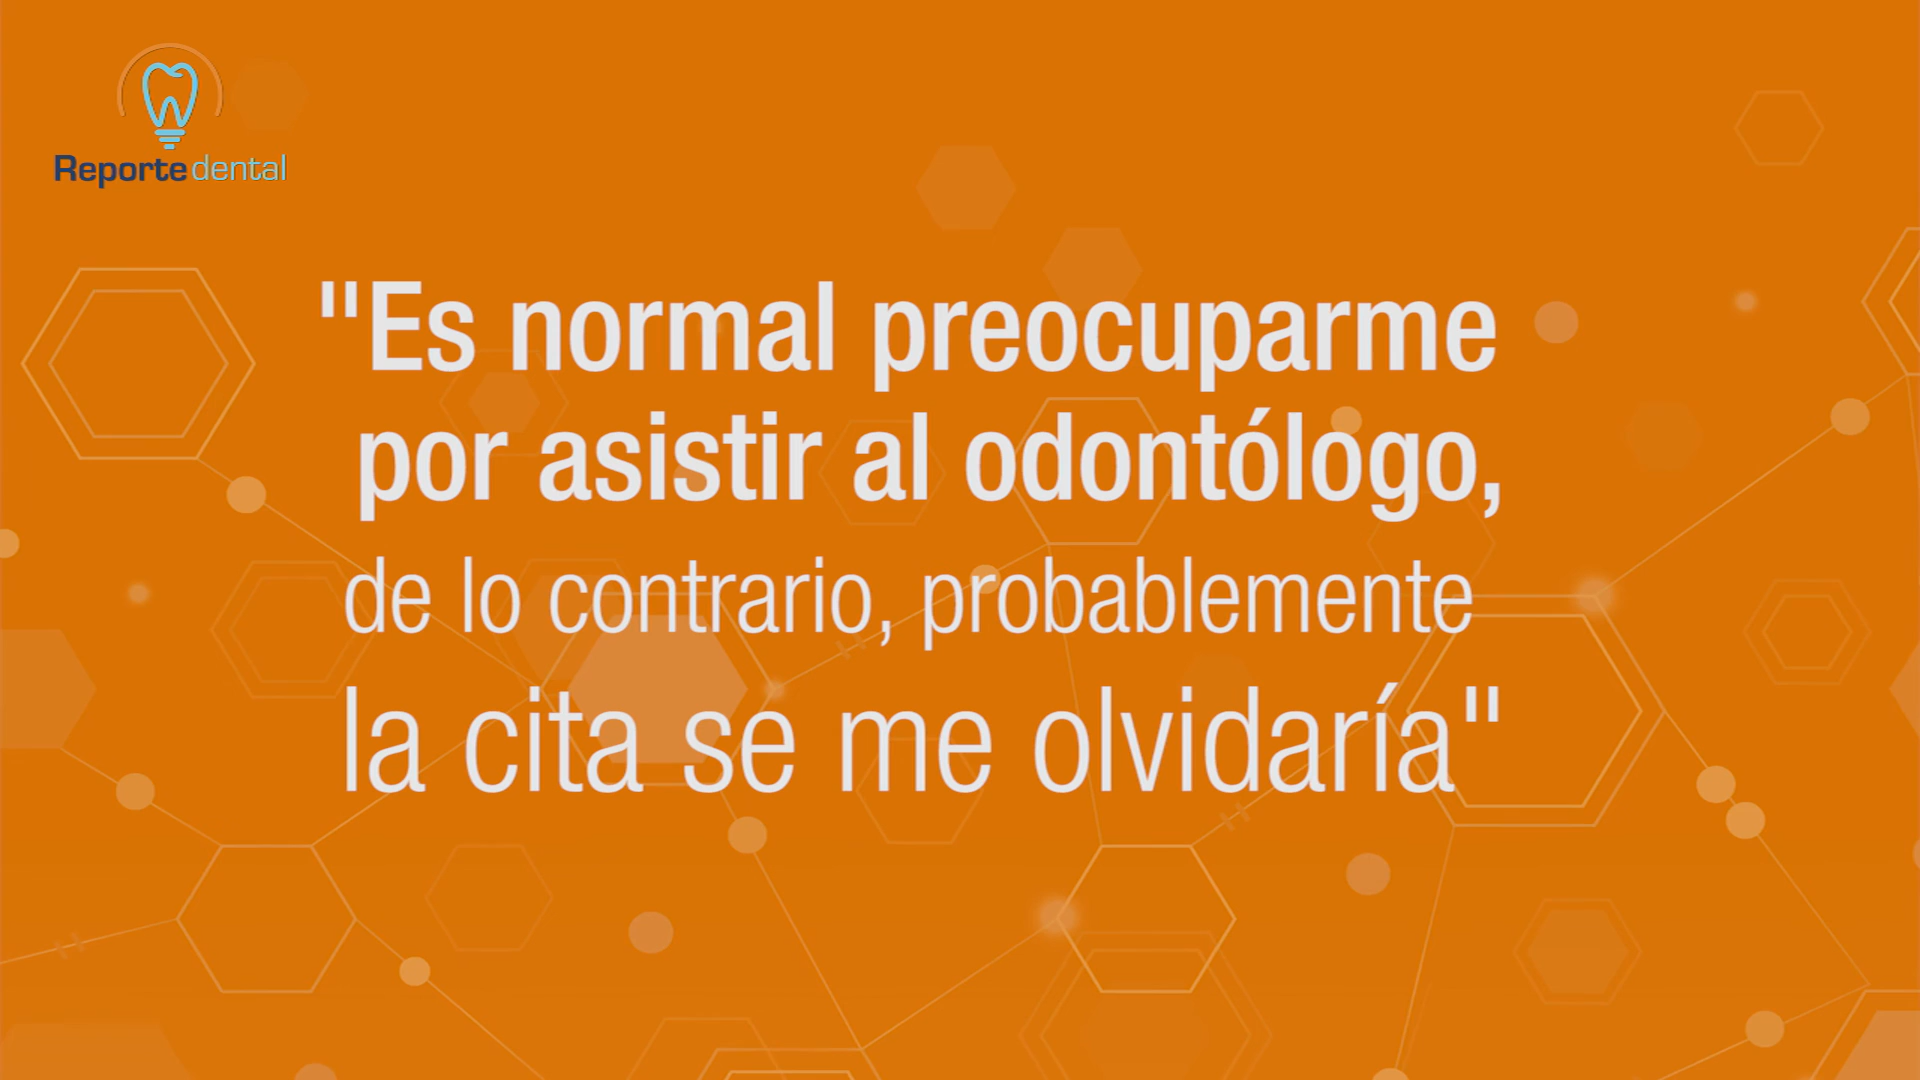 Reporte dental
"Es normal preocuparme
por asistir al odontólogo,
de lo contrario, probablemente
la cita se me olvidaría"